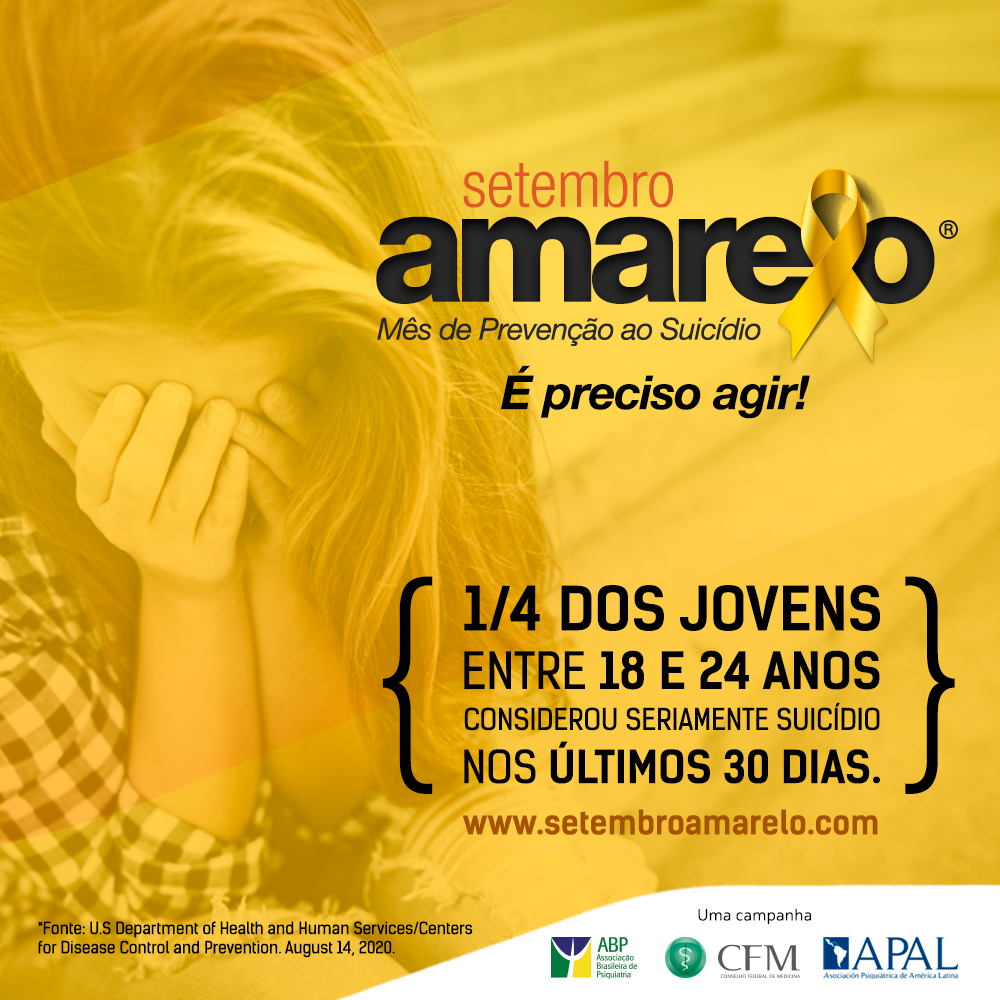 setembro
amarelo®
Mês de Prevenção ao Suicídio
É preciso agir!
1/4 DOS JOVENS
ENTRE 18 E 24 ANOS
CONSIDEROU SERIAMENTE SUICÍDIO
NOS ÚLTIMOS 30 DIAS.
www.setembroamarelo.com
*Fonte: U.S Department of Health and Human Services/Centers
for Disease Control and Prevention. August 14, 2020.
Uma campanha
ABP
Associação
Brasileira de
Psiquiatria
CFM
CONSELHO FEDERAL DE MEDICINA
APAL
Asociación Psiquiátrica de América Latina